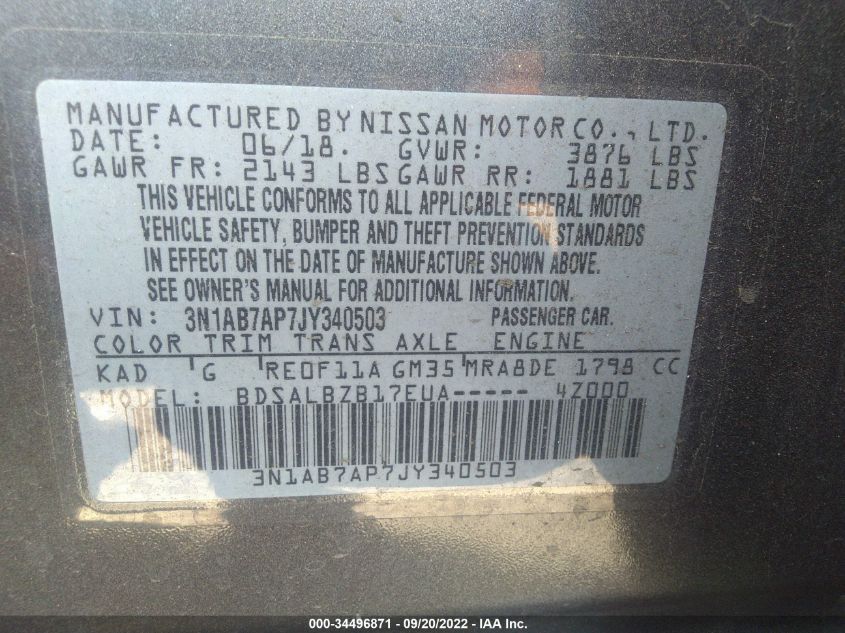 MANUFACTURED BY NISSAN MOTOR CO., LTD.
DATE: 06/18. GVWR: 3876 LBS
GAWR FR: 2143 LBS GAWR RR: 1881 LBS
THIS VEHICLE CONFORMS TO ALL APPLICABLE FEDERAL MOTOR
VEHICLE SAFETY, BUMPER AND THEFT PREVENTION STANDARDS
IN EFFECT ON THE DATE OF MANUFACTURE SHOWN ABOVE.
SEE OWNER'S MANUAL FOR ADDITIONAL INFORMATION.
VIN: 3N1AB7AP7JY340503 PASSENGER CAR.
COLOR TRIM TRANS AXLE ENGINE
KAD G RE0F11A GM35 MRA8DE 1798 CC
MODEL: BDSALBZB17EUA----- 4Z000
3N1AB7AP7JY340503
000-34496871 - 09/20/2022 - IAA Inc.